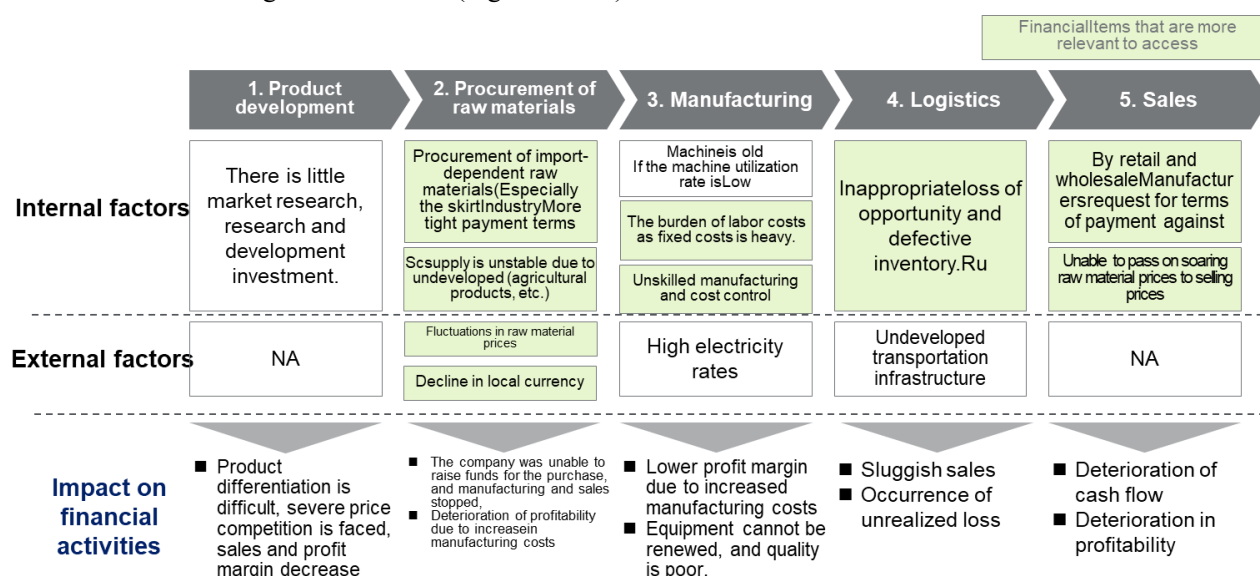 FinancialItems that are more
relevant to access
1. Product
development
2. Procurement of
raw materials
3. Manufacturing
4. Logistics
5. Sales
Internal factors
There is little
market research,
research and
development
investment.
Procurement of import-
dependent raw
materials(Especially
the skirtIndustryMore
tight payment terms
Scsupply is unstable due to
undeveloped (agricultural
products, etc.)
Machineis old
If the machine utilization
rate isLow
The burden of labor costs
as fixed costs is heavy.
Unskilled manufacturing
and cost control
Inappropriateloss of
opportunity and
defective
inventory.Ru
By retail and
wholesaleManufactur
ersrequest for terms
of payment against
Unable to pass on soaring
raw material prices to selling
prices
External factors
NA
Fluctuations in raw material
prices
Decline in local currency
High electricity
rates
Undeveloped
transportation
infrastructure
NA
Impact on
financial
activities
■ Product
differentiation is
difficult, severe price
competition is faced,
sales and profit
margin decrease
■ The company was unable to
raise funds for the purchase,
and manufacturing and sales
stopped,
■ Deterioration of profitability
due to increasein
manufacturing costs
■ Lower profit margin
due to increased
manufacturing costs
■ Equipment cannot be
renewed, and quality
is poor.
■ Sluggish sales
■ Occurrence of
unrealized loss
■ Deterioration of
cash flow
■ Deterioration in
profitability